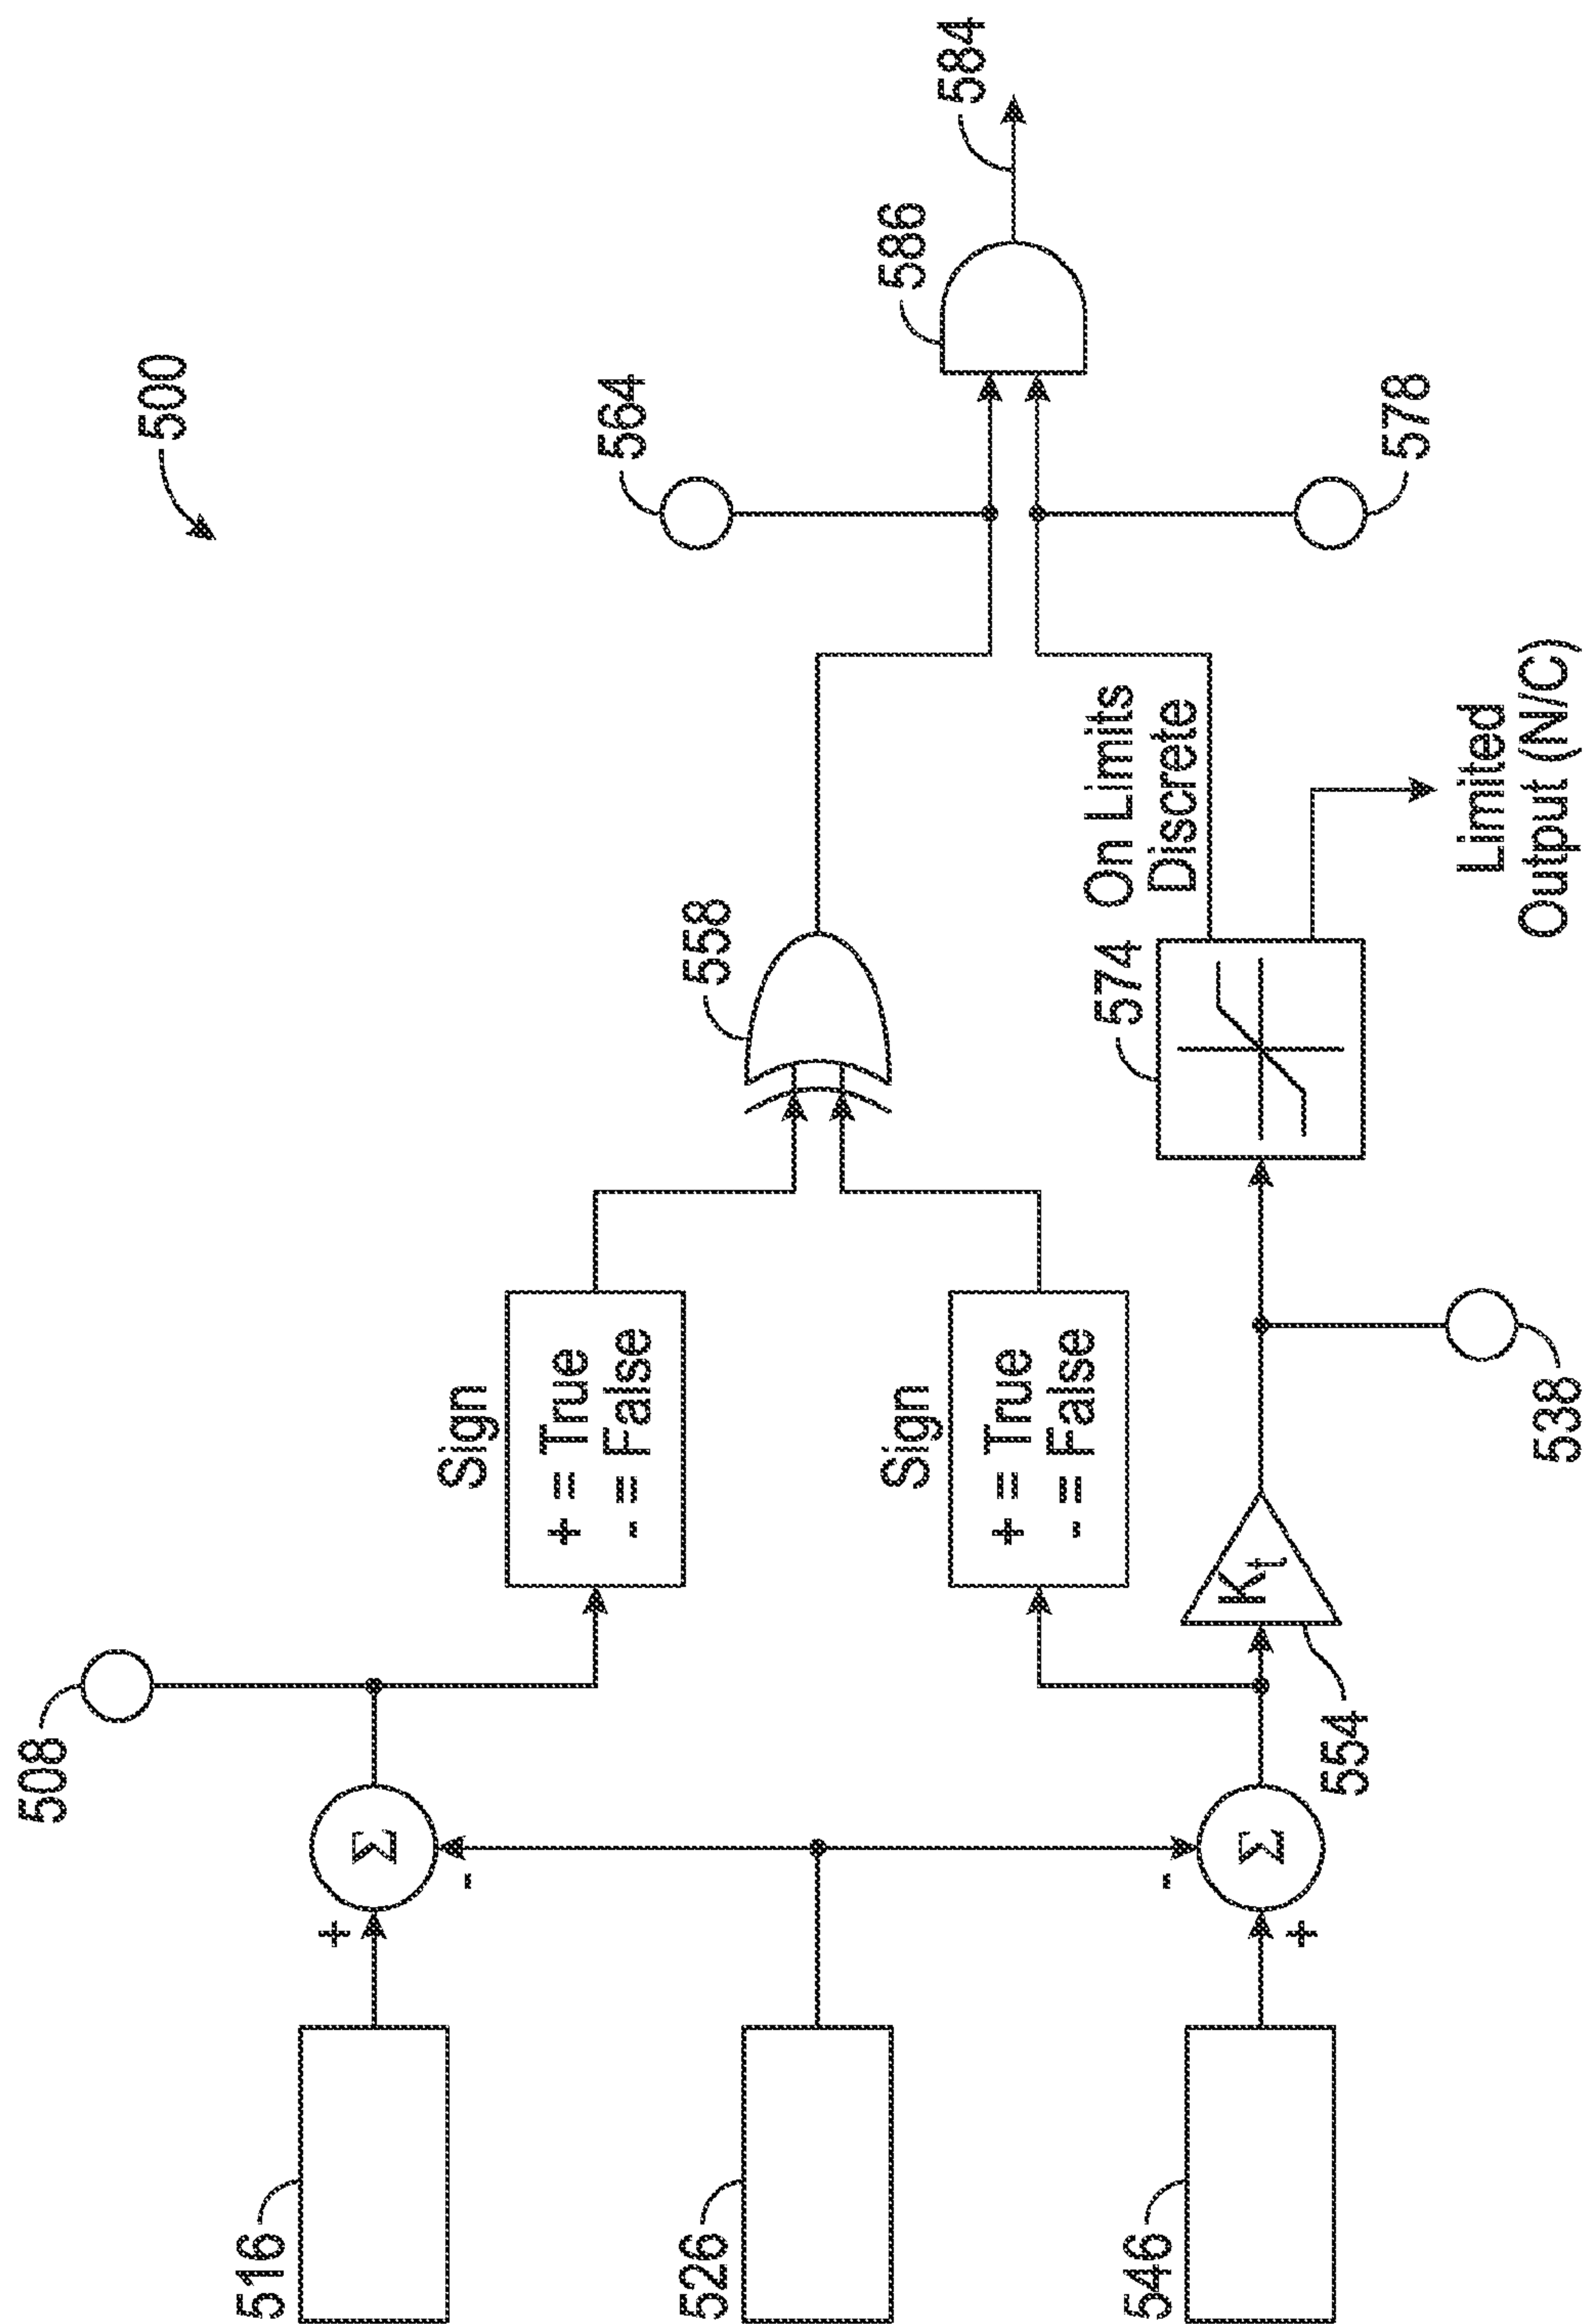 500
508
516
+
-
Σ
Sign
+ = True
- = False
526
558
564
586
584
Sign
+ = True
- = False
546
+
-
Σ
554
Kt
538
574
On Limits
Discrete
578
Limited
Output (N/C)